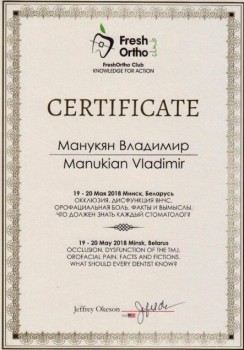 Fresh
Ortho
FreshOrtho Club
KNOWLEDGE FOR ACTION
CERTIFICATE
Манукян Владимир
Manukian Vladimir
19 - 20 Мая 2018 Минск, Беларусь
ОККЛЮЗИЯ, ДИСФУНКЦИЯ ВНЧС,
ОРОФАЦИАЛЬНАЯ БОЛЬ. ФАКТЫ И ВЫМЫСЛЫ.
ЧТО ДОЛЖЕН ЗНАТЬ КАЖДЫЙ СТОМАТОЛОГ?
19 - 20 May 2018 Minsk, Belarus
OCCLUSION, DYSFUNCTION OF THE TMJ,
OROFACIAL PAIN. FACTS AND FICTIONS.
WHAT SHOULD EVERY DENTIST KNOW?
Jeffrey Okeson